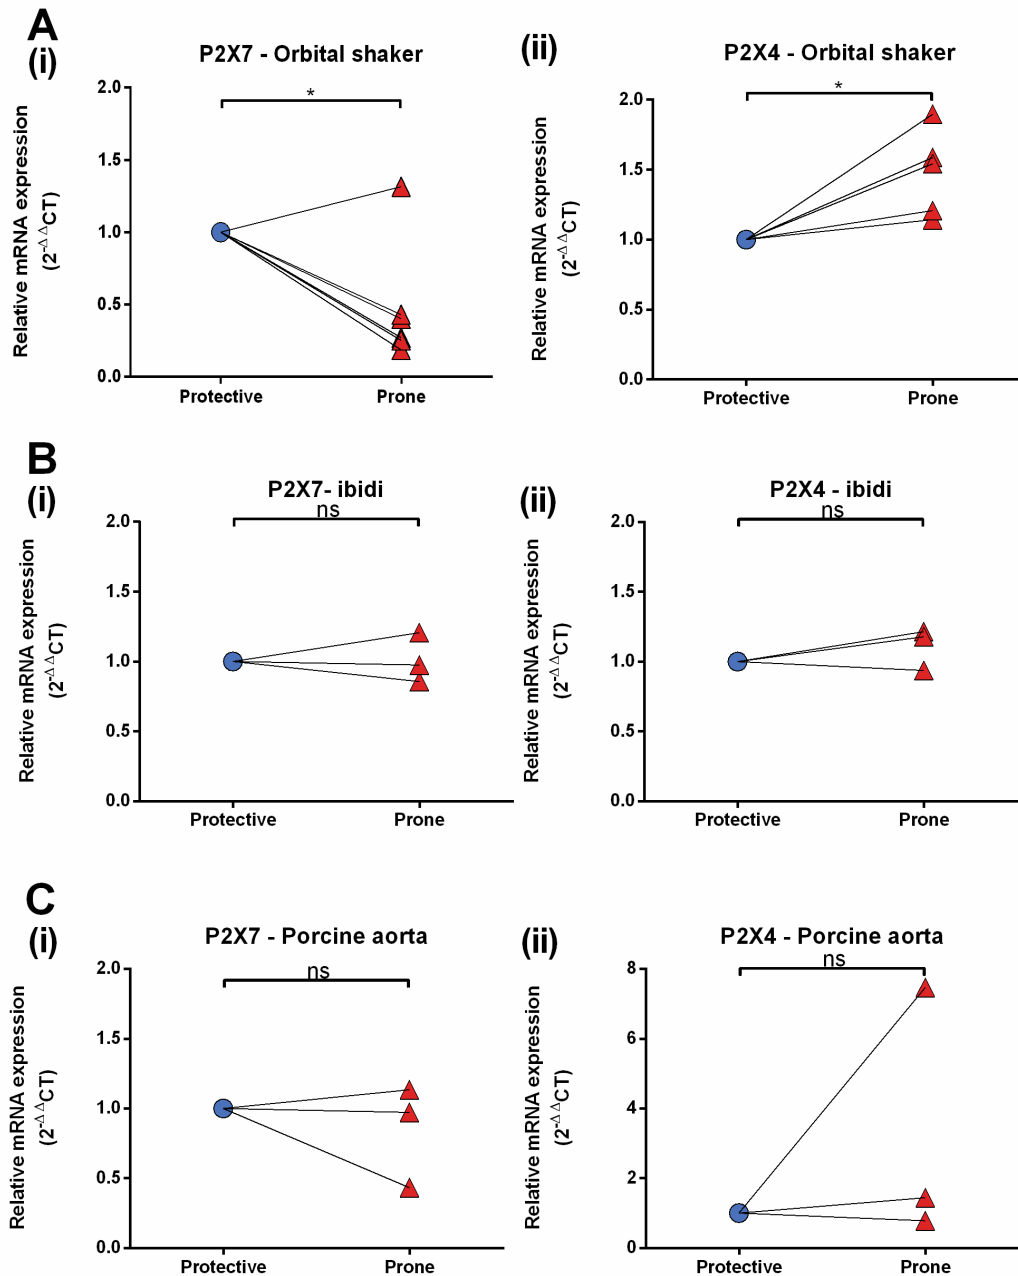 A
(i)
P2X7 - Orbital shaker
*
Relative mRNA expression
(2-Δ ΔCT)
2.0
1.5
1.0
0.5
0.0
Protective
Prone
(ii)
P2X4 - Orbital shaker
*
Relative mRNA expression
(2-Δ ΔCT)
2.0
1.5
1.0
0.5
0.0
Protective
Prone
B
(i)
P2X7- ibidi
ns
Relative mRNA expression
(2-Δ ΔCT)
2.0
1.5
1.0
0.5
0.0
Protective
Prone
(ii)
P2X4 - ibidi
ns
Relative mRNA expression
(2-Δ ΔCT)
2.0
1.5
1.0
0.5
0.0
Protective
Prone
C
(i)
P2X7 - Porcine aorta
ns
Relative mRNA expression
(2-Δ ΔCT)
2.0
1.5
1.0
0.5
0.0
Protective
Prone
(ii)
P2X4 - Porcine aorta
ns
Relative mRNA expression
(2-Δ ΔCT)
8
6
4
2
0
Protective
Prone